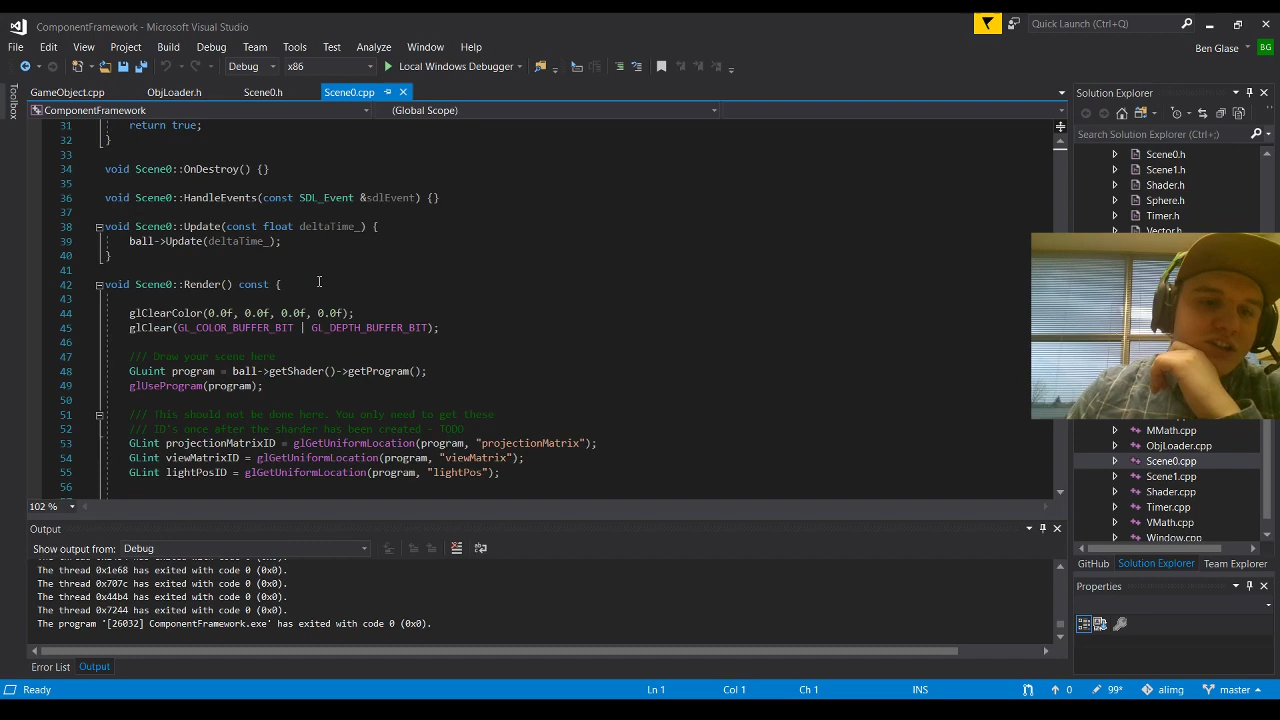 ComponentFramework - Microsoft Visual Studio
Quick Launch (Ctrl+Q)
File Edit View Project Build Debug Team Tools Test Analyze Window Help
Ben Glase BG
Debug x86 Local Windows Debugger
Toolbox
GameObject.cpp ObjLoader.h Scene0.h Scene0.cpp
ComponentFramework (Global Scope)
31 return true;
32 }
33
34 void Scene0::OnDestroy() {}
35
36 void Scene0::HandleEvents(const SDL_Event &sdlEvent) {}
37
38 void Scene0::Update(const float deltaTime_) {
39 ball->Update(deltaTime_);
40 }
41
42 void Scene0::Render() const {
43
44 glClearColor(0.0f, 0.0f, 0.0f, 0.0f);
45 glClear(GL_COLOR_BUFFER_BIT | GL_DEPTH_BUFFER_BIT);
46
47 /// Draw your scene here
48 GLuint program = ball->getShader()->getProgram();
49 glUseProgram(program);
50
51 /// This should not be done here. You only need to get these
52 /// ID's once after the sharder has been created - TODO
53 GLint projectionMatrixID = glGetUniformLocation(program, "projectionMatrix");
54 GLint viewMatrixID = glGetUniformLocation(program, "viewMatrix");
55 GLint lightPosID = glGetUniformLocation(program, "lightPos");
56
102 %
Solution Explorer
Search Solution Explorer (Ctrl+;)
Scene0.h
Scene1.h
Shader.h
Sphere.h
Timer.h
Vector.h
MMath.cpp
ObjLoader.cpp
Scene0.cpp
Scene1.cpp
Shader.cpp
Timer.cpp
VMath.cpp
Window.cpp
GitHub Solution Explorer Team Explorer
Properties
Output
Show output from: Debug
The thread 0x1e68 has exited with code 0 (0x0).
The thread 0x707c has exited with code 0 (0x0).
The thread 0x44b4 has exited with code 0 (0x0).
The thread 0x7244 has exited with code 0 (0x0).
The program '[26032] ComponentFramework.exe' has exited with code 0 (0x0).
Error List Output
Ready Ln 1 Col 1 Ch 1 INS 0 99* alimg master